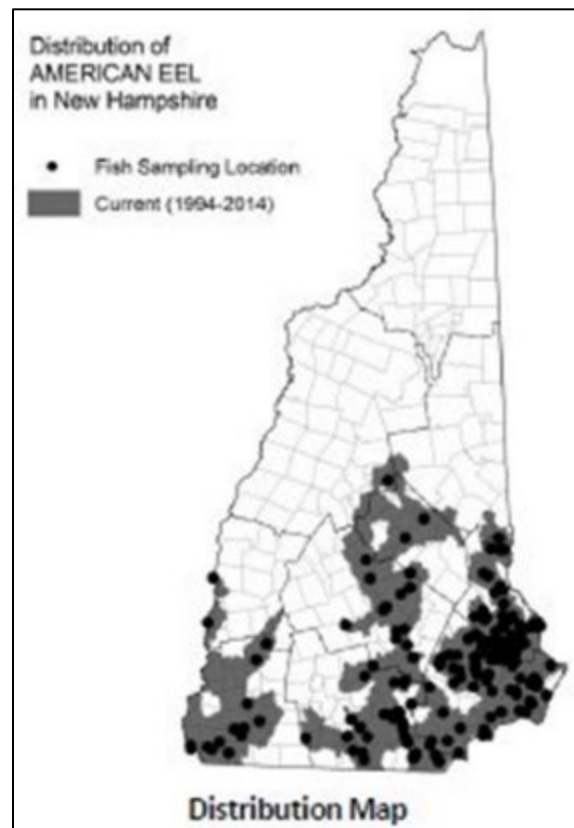 Distribution of
AMERICAN EEL
in New Hampshire
Fish Sampling Location
Current (1994-2014)
Distribution Map